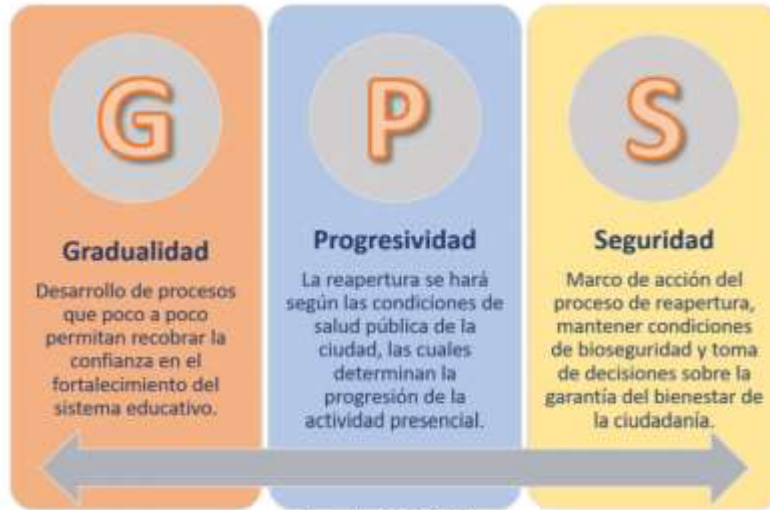 G
Gradualidad
Desarrollo de procesos
que poco a poco
permitan recobrar la
confianza en el
fortalecimiento del
sistema educativo.
P
Progresividad
La reapertura se hará
según las condiciones de
salud pública de la
ciudad, las cuales
determinan la
progresión de la
actividad presencial.
S
Seguridad
Marco de acción del
proceso de reapertura,
mantener condiciones
de bioseguridad y toma
de decisiones sobre la
garantía del bienestar de
la ciudadanía.